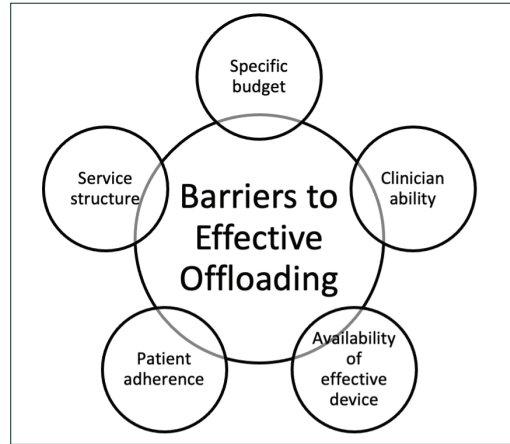 Specific
budget
Service
structure
Clinician
ability
Barriers to
Effective
Offloading
Patient
adherence
Availability
of
effective
device